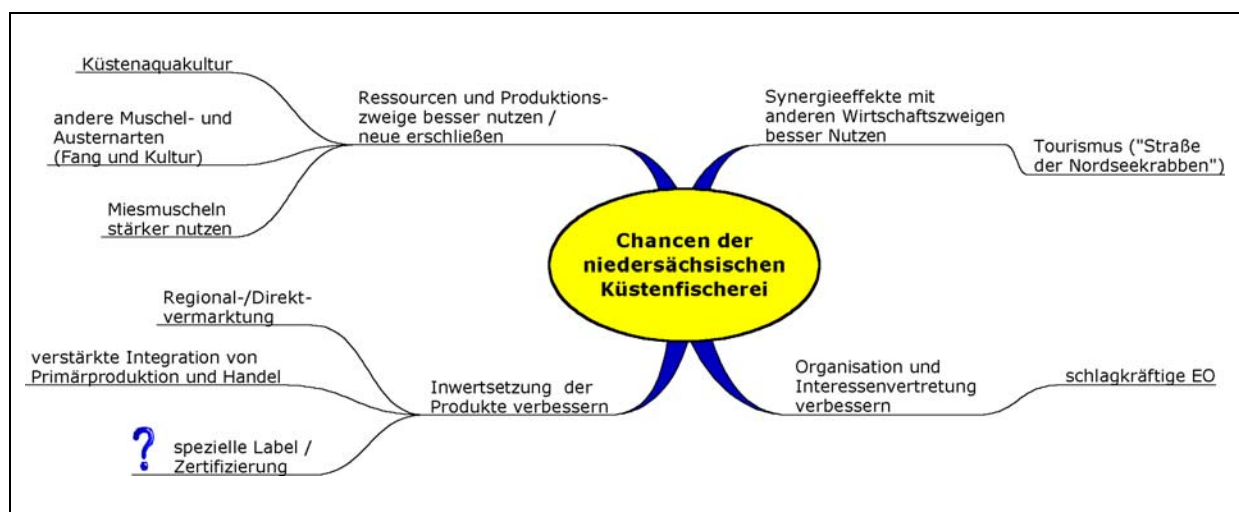 Küstenaquakultur
andere Muschel- und
Austernarten
(Fang und Kultur)
Miesmuscheln
stärker nutzen
Ressourcen und Produktions-
zweige besser nutzen /
neue erschließen
Synergieeffekte mit
anderen Wirtschaftszweigen
besser Nutzen
Tourismus ("Straße
der Nordseekrabben")
Chancen der
niedersächsischen
Küstenfischerei
Regional-/Direkt-
vermarktung
verstärkte Integration von
Primärproduktion und Handel
? spezielle Label /
Zertifizierung
Inwertsetzung der
Produkte verbessern
Organisation und
Interessenvertretung
verbessern
schlagkräftige EO